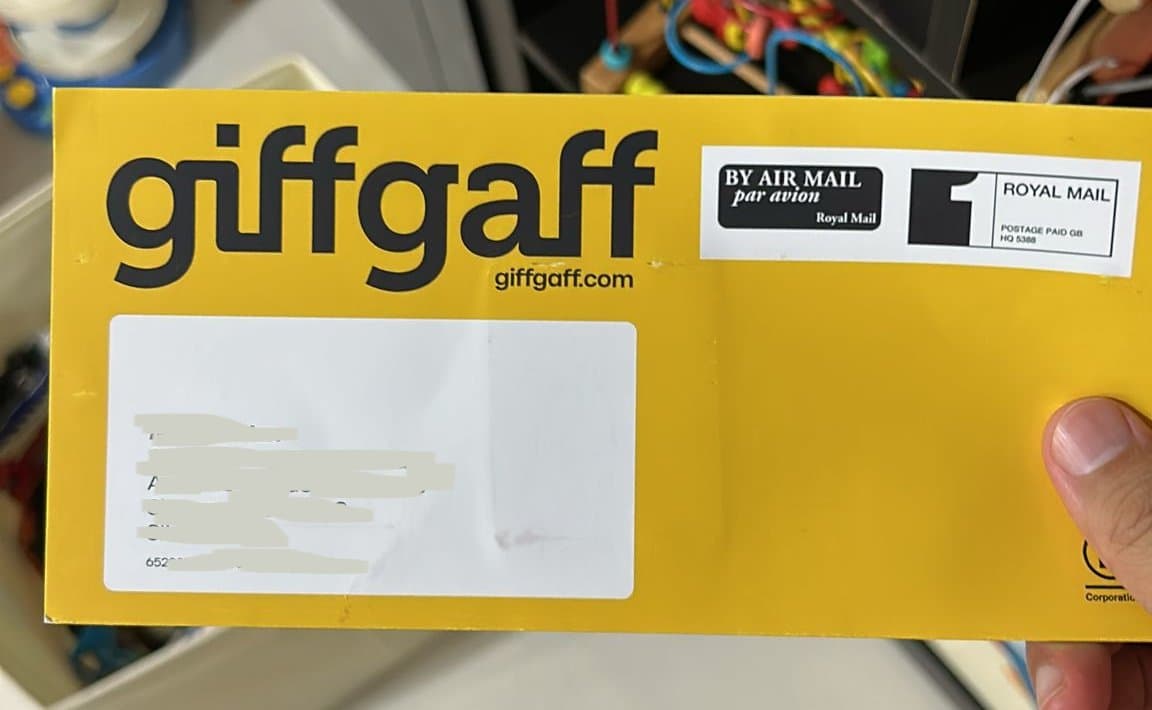 giffgaff
giffgaff.com
BY AIR MAIL
par avion
Royal Mail
1
ROYAL MAIL
POSTAGE PAID GB
HQ 5388
652
Corporatio